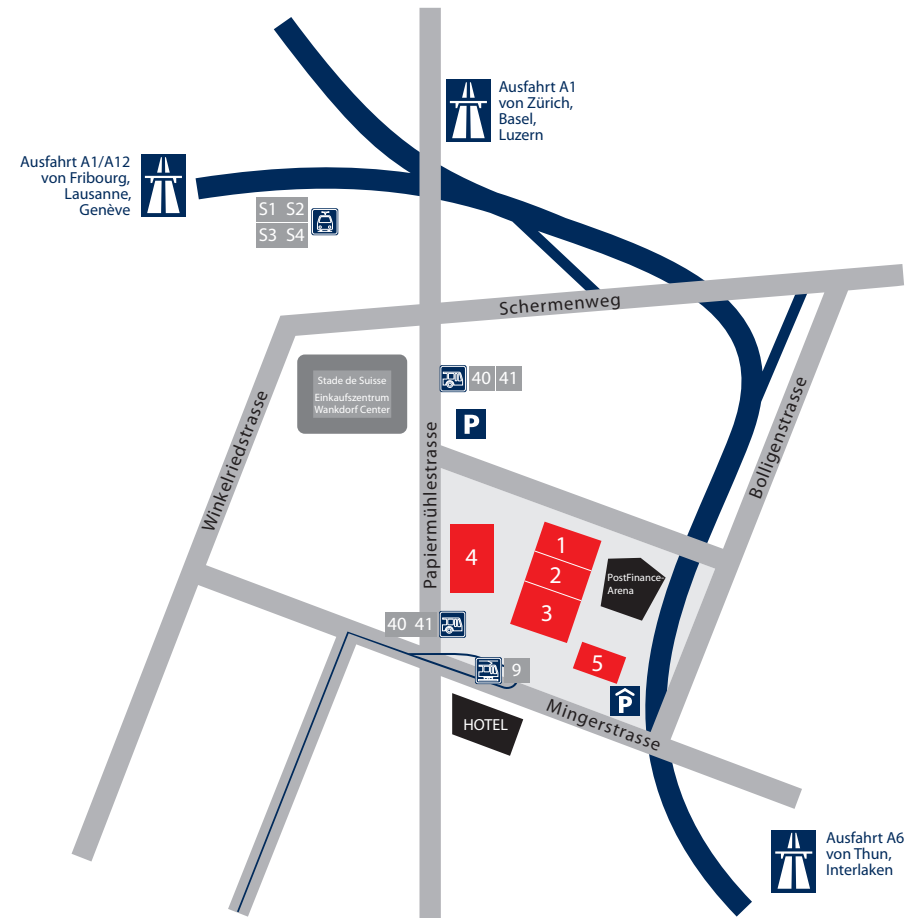 Ausfahrt A1
von Zürich,
Basel,
Luzern
Ausfahrt A1/A12
von Fribourg,
Lausanne,
Genève
S1 S2
S3 S4
Schermenweg
Stade de Suisse
Einkaufszentrum
Wankdorf Center
40 41
P
Winkelriedstrasse
Papiermühlestrasse
Bolligenstrasse
1
4
2
PostFinance-
Arena
3
40 41
5
9
P
HOTEL
Mingerstrasse
Ausfahrt A6
von Thun,
Interlaken